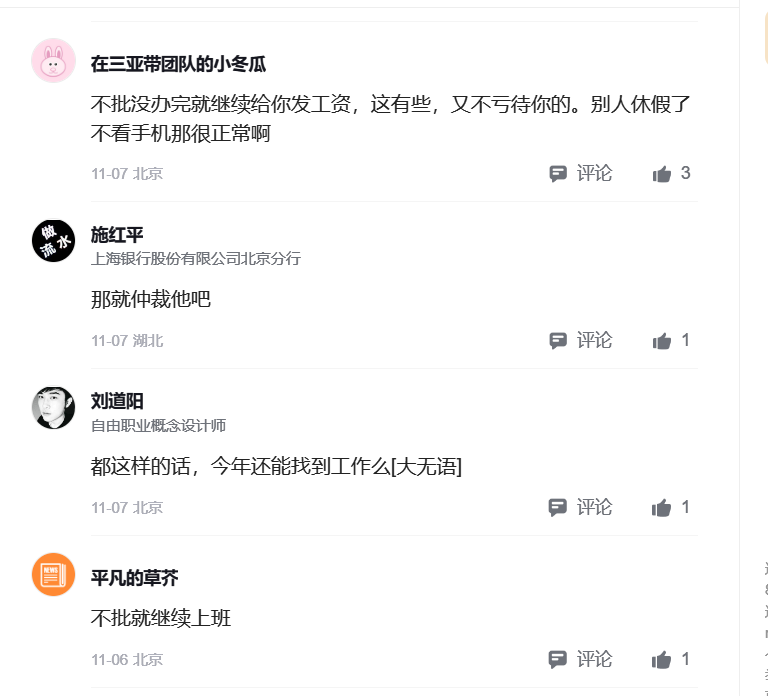 在三亚带团队的小冬瓜
不批没办完就继续给你发工资，这有些，又不亏待你的。别人休假了
不看手机那很正常啊
11-07 北京
评论
3
做
流水
施红平
上海银行股份有限公司北京分行
那就仲裁他吧
11-07 湖北
评论
1
刘道阳
自由职业概念设计师
都这样的话，今年还能找到工作么[大无语]
11-07 北京
评论
1
NEWS
平凡的草芥
不批就继续上班
11-06 北京
评论
1